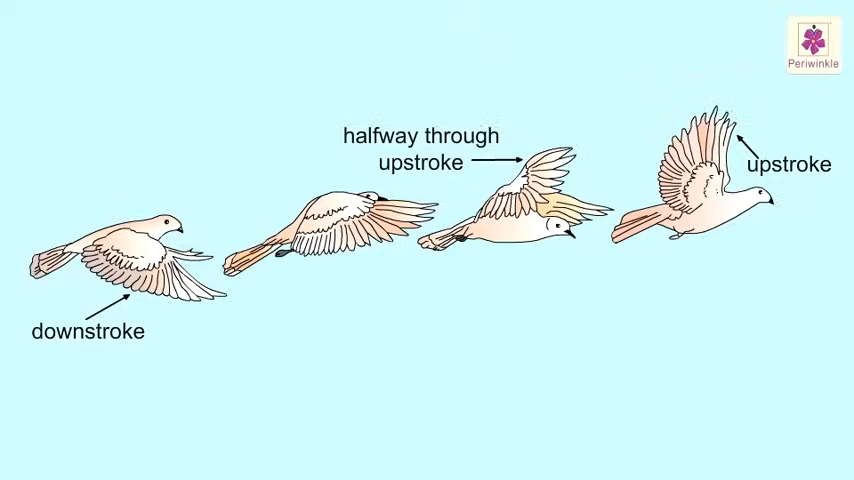 Periwinkle
halfway through
upstroke
upstroke
downstroke